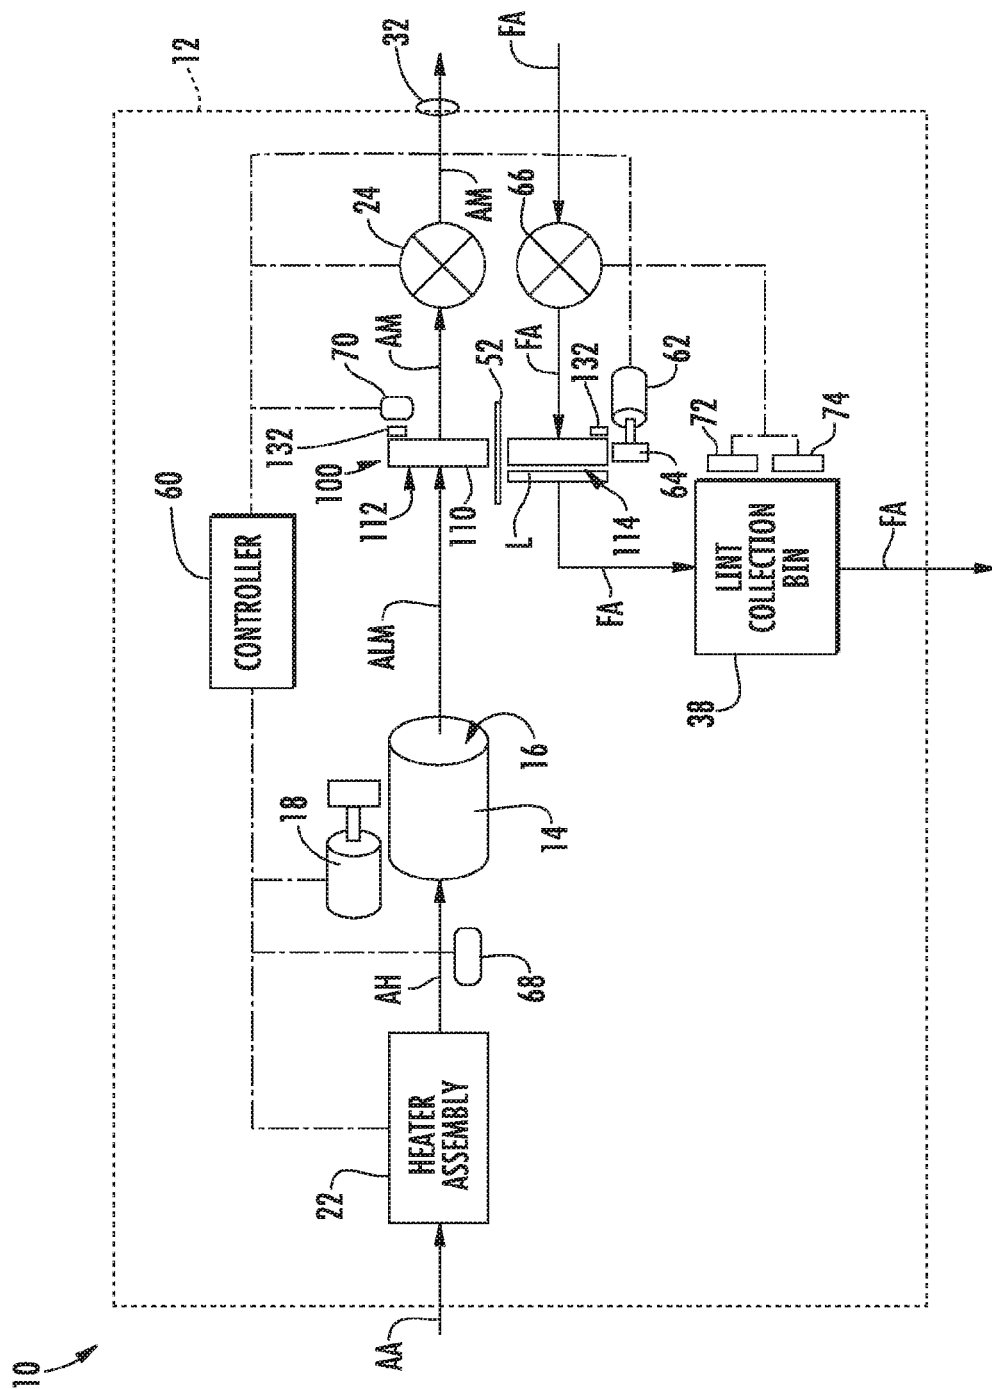 10
12
32
FA
AM
24
66
AM
70
FA
52
132
62
132
100
112
110
L
114
64
72
74
60
CONTROLLER
ALM
FA
LINT
COLLECTION
BIN
FA
38
16
18
14
AH
68
HEATER
ASSEMBLY
22
AA